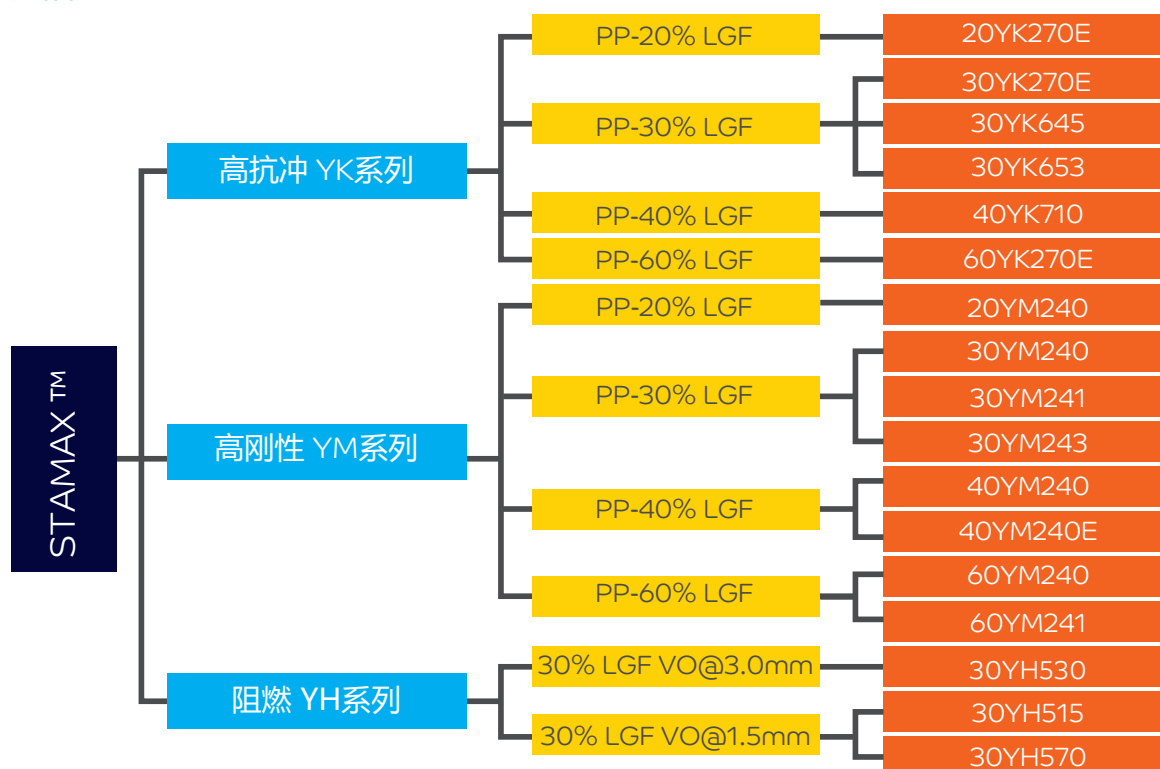 STAMAX ™
高抗冲 YK系列
PP-20% LGF
20YK270E
PP-30% LGF
30YK270E
30YK645
30YK653
PP-40% LGF
40YK710
PP-60% LGF
60YK270E
高刚性 YM系列
PP-20% LGF
20YM240
PP-30% LGF
30YM240
30YM241
30YM243
PP-40% LGF
40YM240
40YM240E
PP-60% LGF
60YM240
60YM241
阻燃 YH系列
30% LGF VO@3.0mm
30YH530
30% LGF VO@1.5mm
30YH515
30YH570